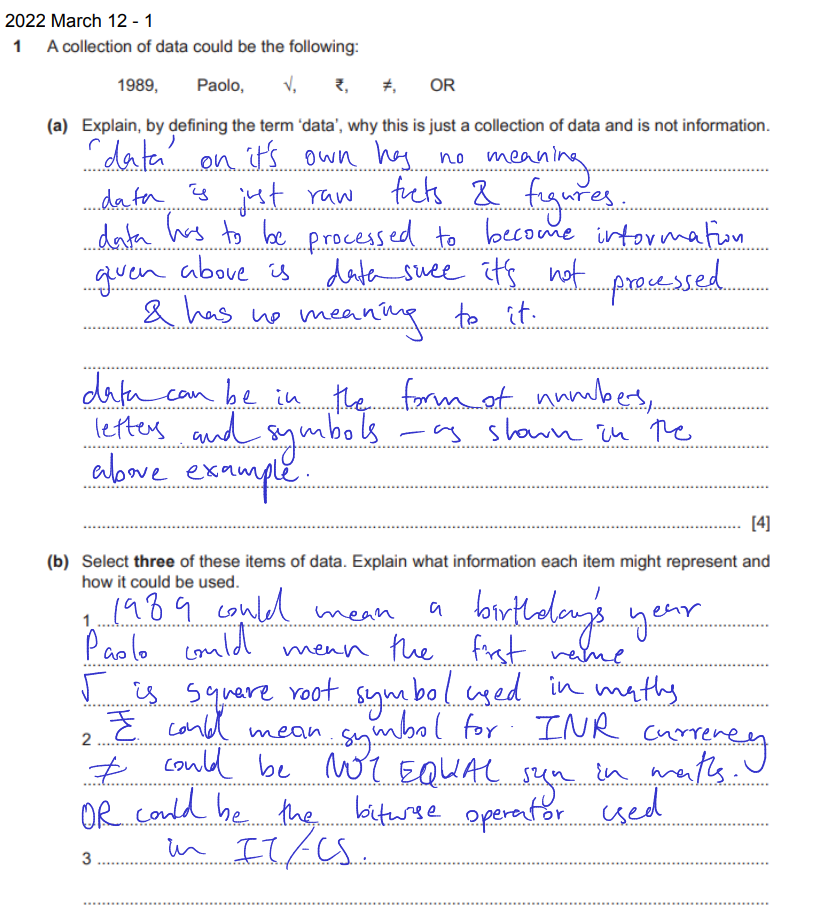 2022 March 12 - 1
1 A collection of data could be the following:
1989, Paolo, √, ₹, ≠, OR
(a) Explain, by defining the term ‘data’, why this is just a collection of data and is not information.
‘data’ on it's own has no meaning
data is just raw facts & figures.
data has to be processed to become information
given above is data since it's not processed
& has no meaning to it.
data can be in the form of numbers,
letters and symbols – as shown in the
above example.
[4]
(b) Select three of these items of data. Explain what information each item might represent and
how it could be used.
1 1989 could mean a birthday's year
Paolo could mean the first name
√ is square root symbol used in maths
2 ₹ could mean symbol for INR currency
≠ could be NOT EQUAL sign in maths.
OR could be the bitwise operator used
3 in IT/CS.